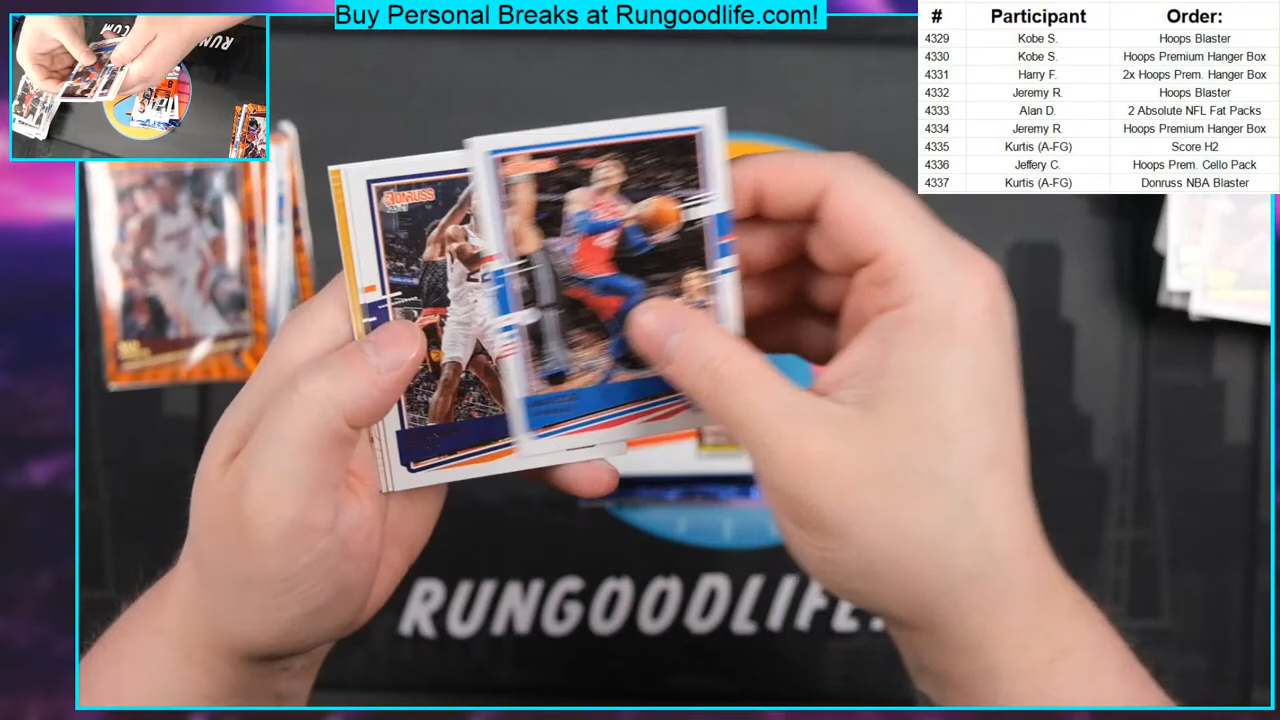 Buy Personal Breaks at Rungoodlife.com!
# Participant Order:
4329 Kobe S. Hoops Blaster
4330 Kobe S. Hoops Premium Hanger Box
4331 Harry F. 2x Hoops Prem. Hanger Box
4332 Jeremy R. Hoops Blaster
4333 Alan D. 2 Absolute NFL Fat Packs
4334 Jeremy R. Hoops Premium Hanger Box
4335 Kurtis (A-FG) Score H2
4336 Jeffery C. Hoops Prem. Cello Pack
4337 Kurtis (A-FG) Donruss NBA Blaster
DONRUSS
RUNGOODLIFE.